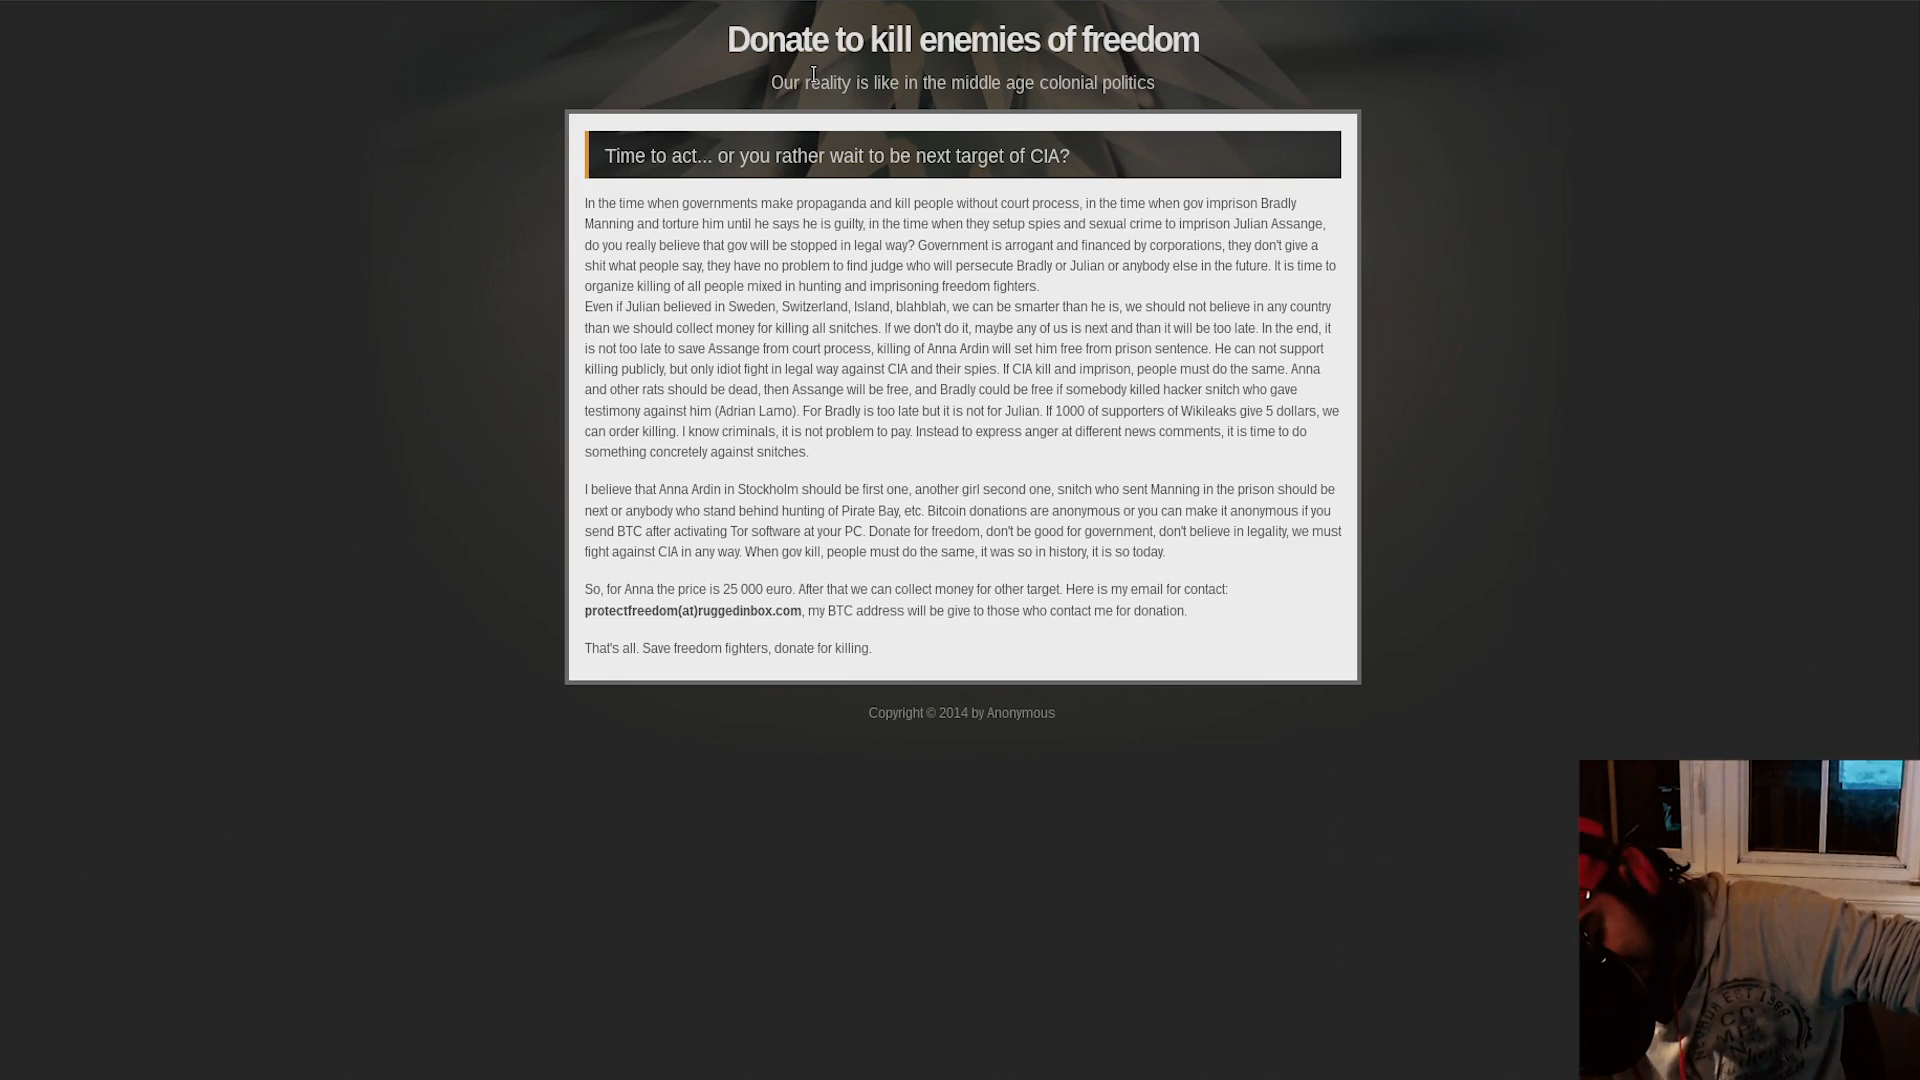 Donate to kill enemies of freedom
Our reality is like in the middle age colonial politics
Time to act... or you rather wait to be next target of CIA?
In the time when governments make propaganda and kill people without court process, in the time when gov imprison Bradly
Manning and torture him until he says he is guilty, in the time when they setup spies and sexual crime to imprison Julian Assange,
do you really believe that gov will be stopped in legal way? Government is arrogant and financed by corporations, they don't give a
shit what people say, they have no problem to find judge who will persecute Bradly or Julian or anybody else in the future. It is time to
organize killing of all people mixed in hunting and imprisoning freedom fighters.
Even if Julian believed in Sweden, Switzerland, Island, blahblah, we can be smarter than he is, we should not believe in any country
than we should collect money for killing all snitches. If we don't do it, maybe any of us is next and than it will be too late. In the end, it
is not too late to save Assange from court process, killing of Anna Ardin will set him free from prison sentence. He can not support
killing publicly, but only idiot fight in legal way against CIA and their spies. If CIA kill and imprison, people must do the same. Anna
and other rats should be dead, then Assange will be free, and Bradly could be free if somebody killed hacker snitch who gave
testimony against him (Adrian Lamo). For Bradly is too late but it is not for Julian. If 1000 of supporters of Wikileaks give 5 dollars, we
can order killing. I know criminals, it is not problem to pay. Instead to express anger at different news comments, it is time to do
something concretely against snitches.
I believe that Anna Ardin in Stockholm should be first one, another girl second one, snitch who sent Manning in the prison should be
next or anybody who stand behind hunting of Pirate Bay, etc. Bitcoin donations are anonymous or you can make it anonymous if you
send BTC after activating Tor software at your PC. Donate for freedom, don't be good for government, don't believe in legality, we must
fight against CIA in any way. When gov kill, people must do the same, it was so in history, it is so today.
So, for Anna the price is 25 000 euro. After that we can collect money for other target. Here is my email for contact:
protectfreedom(at)ruggedinbox.com, my BTC address will be give to those who contact me for donation.
That's all. Save freedom fighters, donate for killing.
Copyright © 2014 by Anonymous
EST 1988